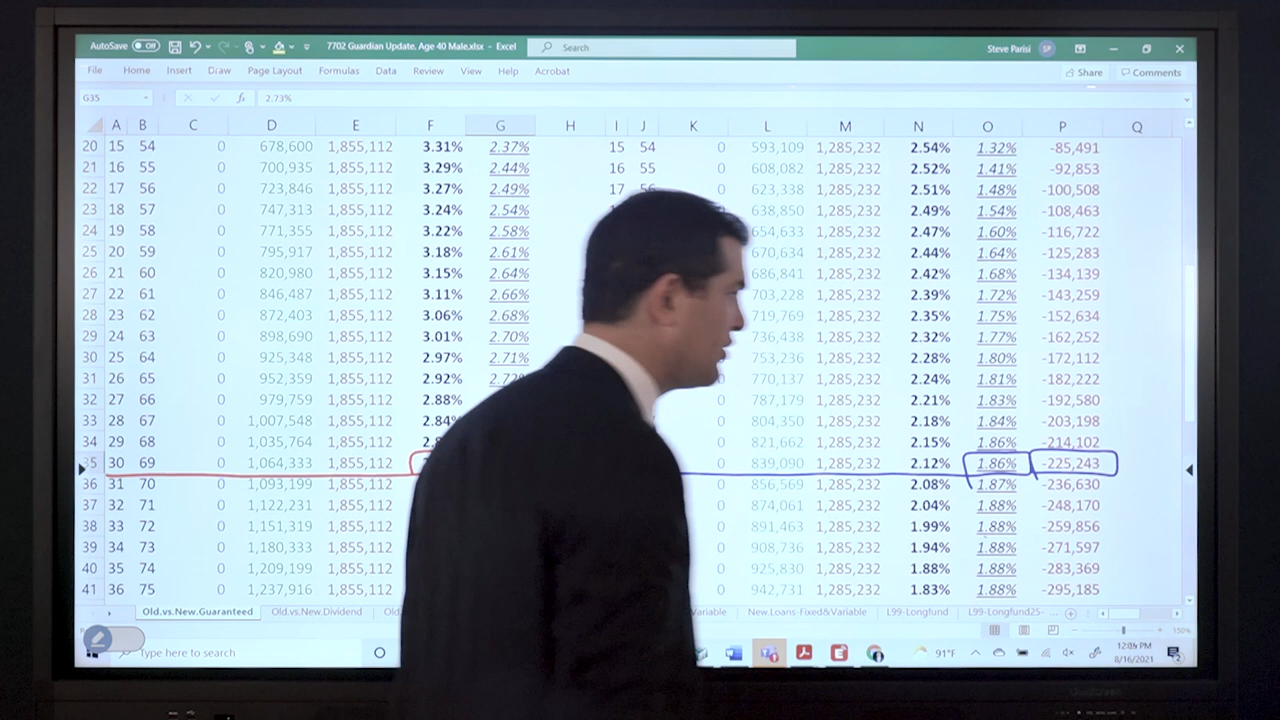 AutoSave Off 7702 Guardian Update. Age 40 Male.xlsx - Excel Search Steve Parisi SP
File Home Insert Draw Page Layout Formulas Data Review View Help Acrobat Share Comments
G35 fx 2.73%
A B C D E F G H I J K L M N O P Q
20 15 54 0 678,600 1,855,112 3.31% 2.37% 15 54 0 593,109 1,285,232 2.54% 1.32% -85,491
21 16 55 0 700,935 1,855,112 3.29% 2.44% 16 55 0 608,082 1,285,232 2.52% 1.41% -92,853
22 17 56 0 723,846 1,855,112 3.27% 2.49% 17 56 0 623,338 1,285,232 2.51% 1.48% -100,508
23 18 57 0 747,313 1,855,112 3.24% 2.54% 638,850 1,285,232 2.49% 1.54% -108,463
24 19 58 0 771,355 1,855,112 3.22% 2.58% 654,633 1,285,232 2.47% 1.60% -116,722
25 20 59 0 795,917 1,855,112 3.18% 2.61% 670,634 1,285,232 2.44% 1.64% -125,283
26 21 60 0 820,980 1,855,112 3.15% 2.64% 686,841 1,285,232 2.42% 1.68% -134,139
27 22 61 0 846,487 1,855,112 3.11% 2.66% 703,228 1,285,232 2.39% 1.72% -143,259
28 23 62 0 872,403 1,855,112 3.06% 2.68% 719,769 1,285,232 2.35% 1.75% -152,634
29 24 63 0 898,690 1,855,112 3.01% 2.70% 736,438 1,285,232 2.32% 1.77% -162,252
30 25 64 0 925,348 1,855,112 2.97% 2.71% 0 753,236 1,285,232 2.28% 1.80% -172,112
31 26 65 0 952,359 1,855,112 2.92% 2.72% 0 770,137 1,285,232 2.24% 1.81% -182,222
32 27 66 0 979,759 1,855,112 2.88% 0 787,179 1,285,232 2.21% 1.83% -192,580
33 28 67 0 1,007,548 1,855,112 2.84% 0 804,350 1,285,232 2.18% 1.84% -203,198
34 29 68 0 1,035,764 1,855,112 0 821,662 1,285,232 2.15% 1.86% -214,102
35 30 69 0 1,064,333 1,855,112 0 839,090 1,285,232 2.12% 1.86% -225,243
36 31 70 0 1,093,199 1,855,112 0 856,569 1,285,232 2.08% 1.87% -236,630
37 32 71 0 1,122,231 1,855,112 0 874,061 1,285,232 2.04% 1.88% -248,170
38 33 72 0 1,151,319 1,855,112 0 891,463 1,285,232 1.99% 1.88% -259,856
39 34 73 0 1,180,333 1,855,112 0 908,736 1,285,232 1.94% 1.88% -271,597
40 35 74 0 1,209,199 1,855,112 0 925,830 1,285,232 1.88% 1.88% -283,369
41 36 75 0 1,237,916 1,855,112 0 942,731 1,285,232 1.83% 1.88% -295,185
Old.vs.New.Guaranteed Old.vs.New.Dividend Variable New.Loans-Fixed&Variable L99-Longfund L99-Longfund25- ...
150%
Type here to search 91°F 12:09 PM
8/16/2021 2